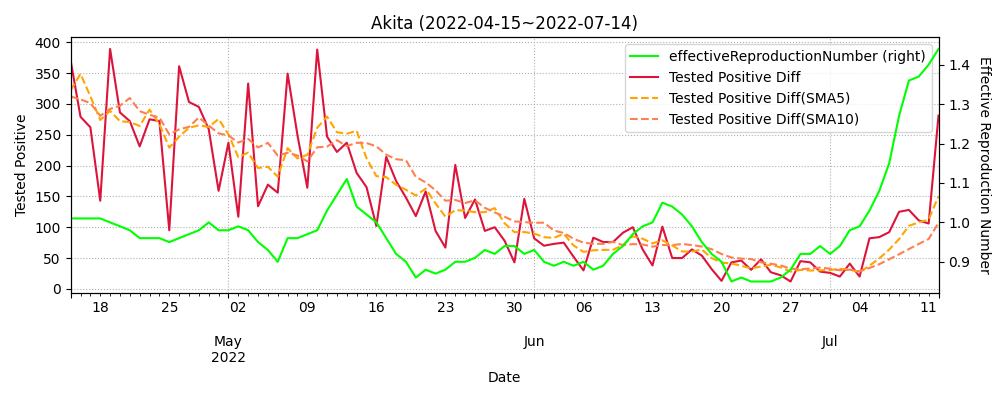 Akita (2022-04-15~2022-07-14)
effectiveReproductionNumber (right)
Tested Positive Diff
Tested Positive Diff(SMA5)
Tested Positive Diff(SMA10)
Tested Positive
400
350
300
250
200
150
100
50
0
Effective Reproduction Number
1.4
1.3
1.2
1.1
1.0
0.9
18 25 02 09 16 23 30 06 13 20 27 04 11
May Jun Jul
2022
Date